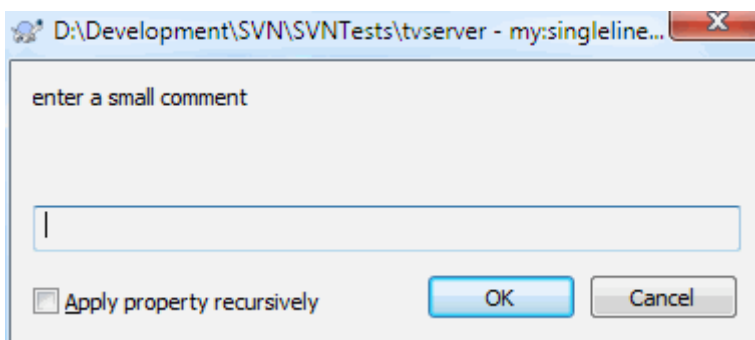 D:\Development\SVN\SVNTests\tvserver - my:singleline...
enter a small comment
Apply property recursively
OK
Cancel